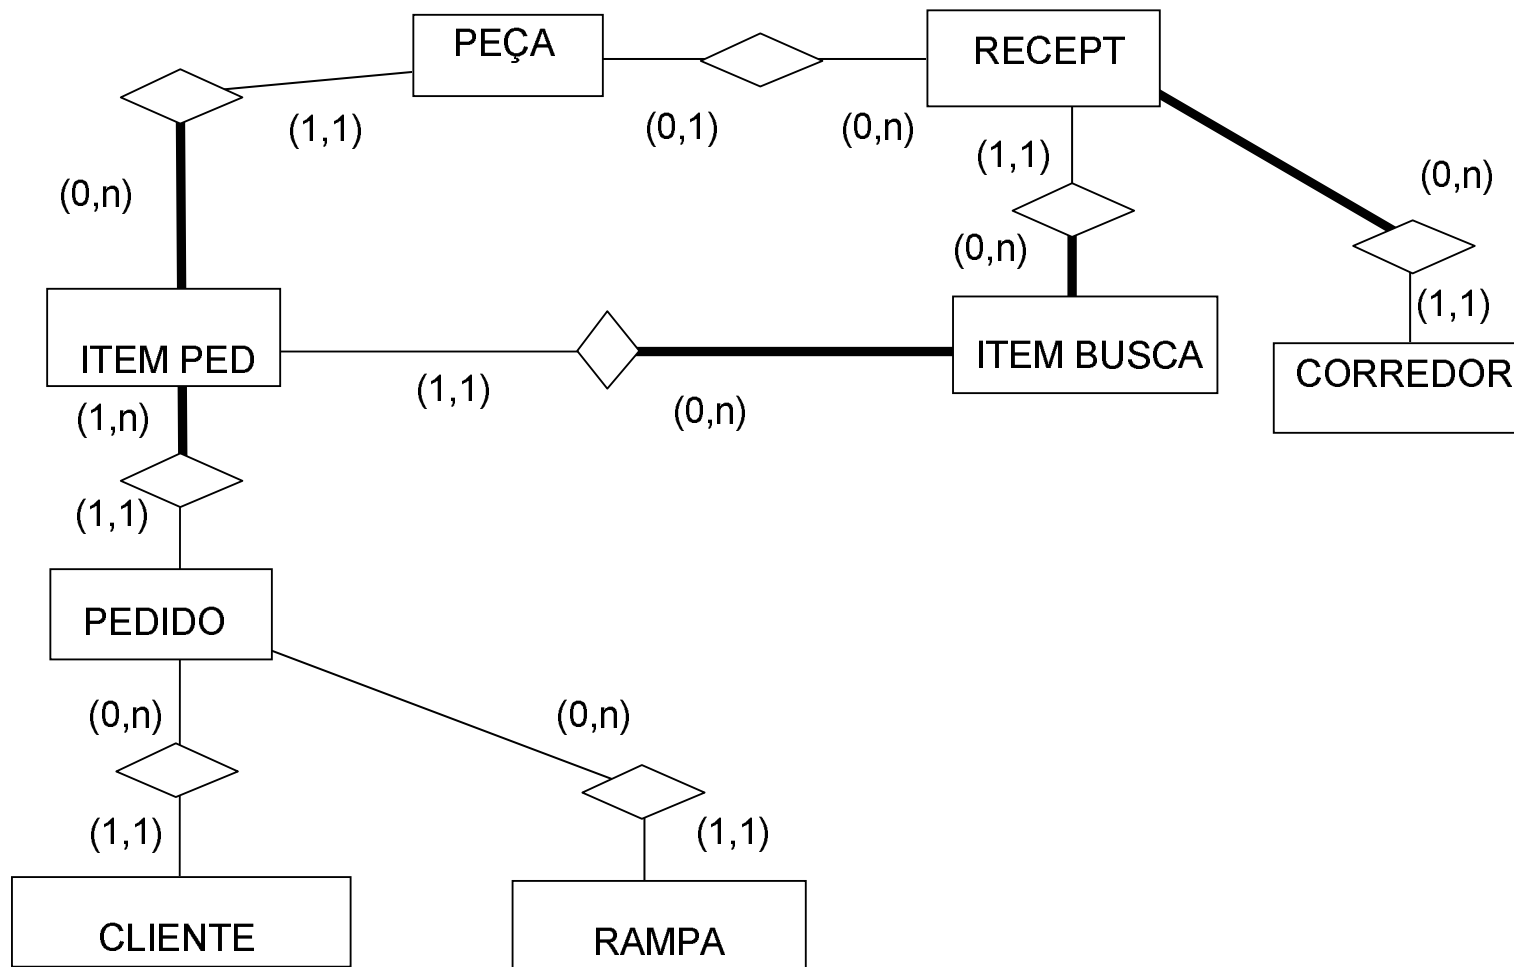 PEÇA
RECEPT
(1,1)
(0,1)
(0,n)
(1,1)
(0,n)
(0,n)
(0,n)
(1,1)
ITEM PED
ITEM BUSCA
CORREDOR
(1,1)
(0,n)
(1,n)
(1,1)
PEDIDO
(0,n)
(0,n)
(1,1)
(1,1)
CLIENTE
RAMPA